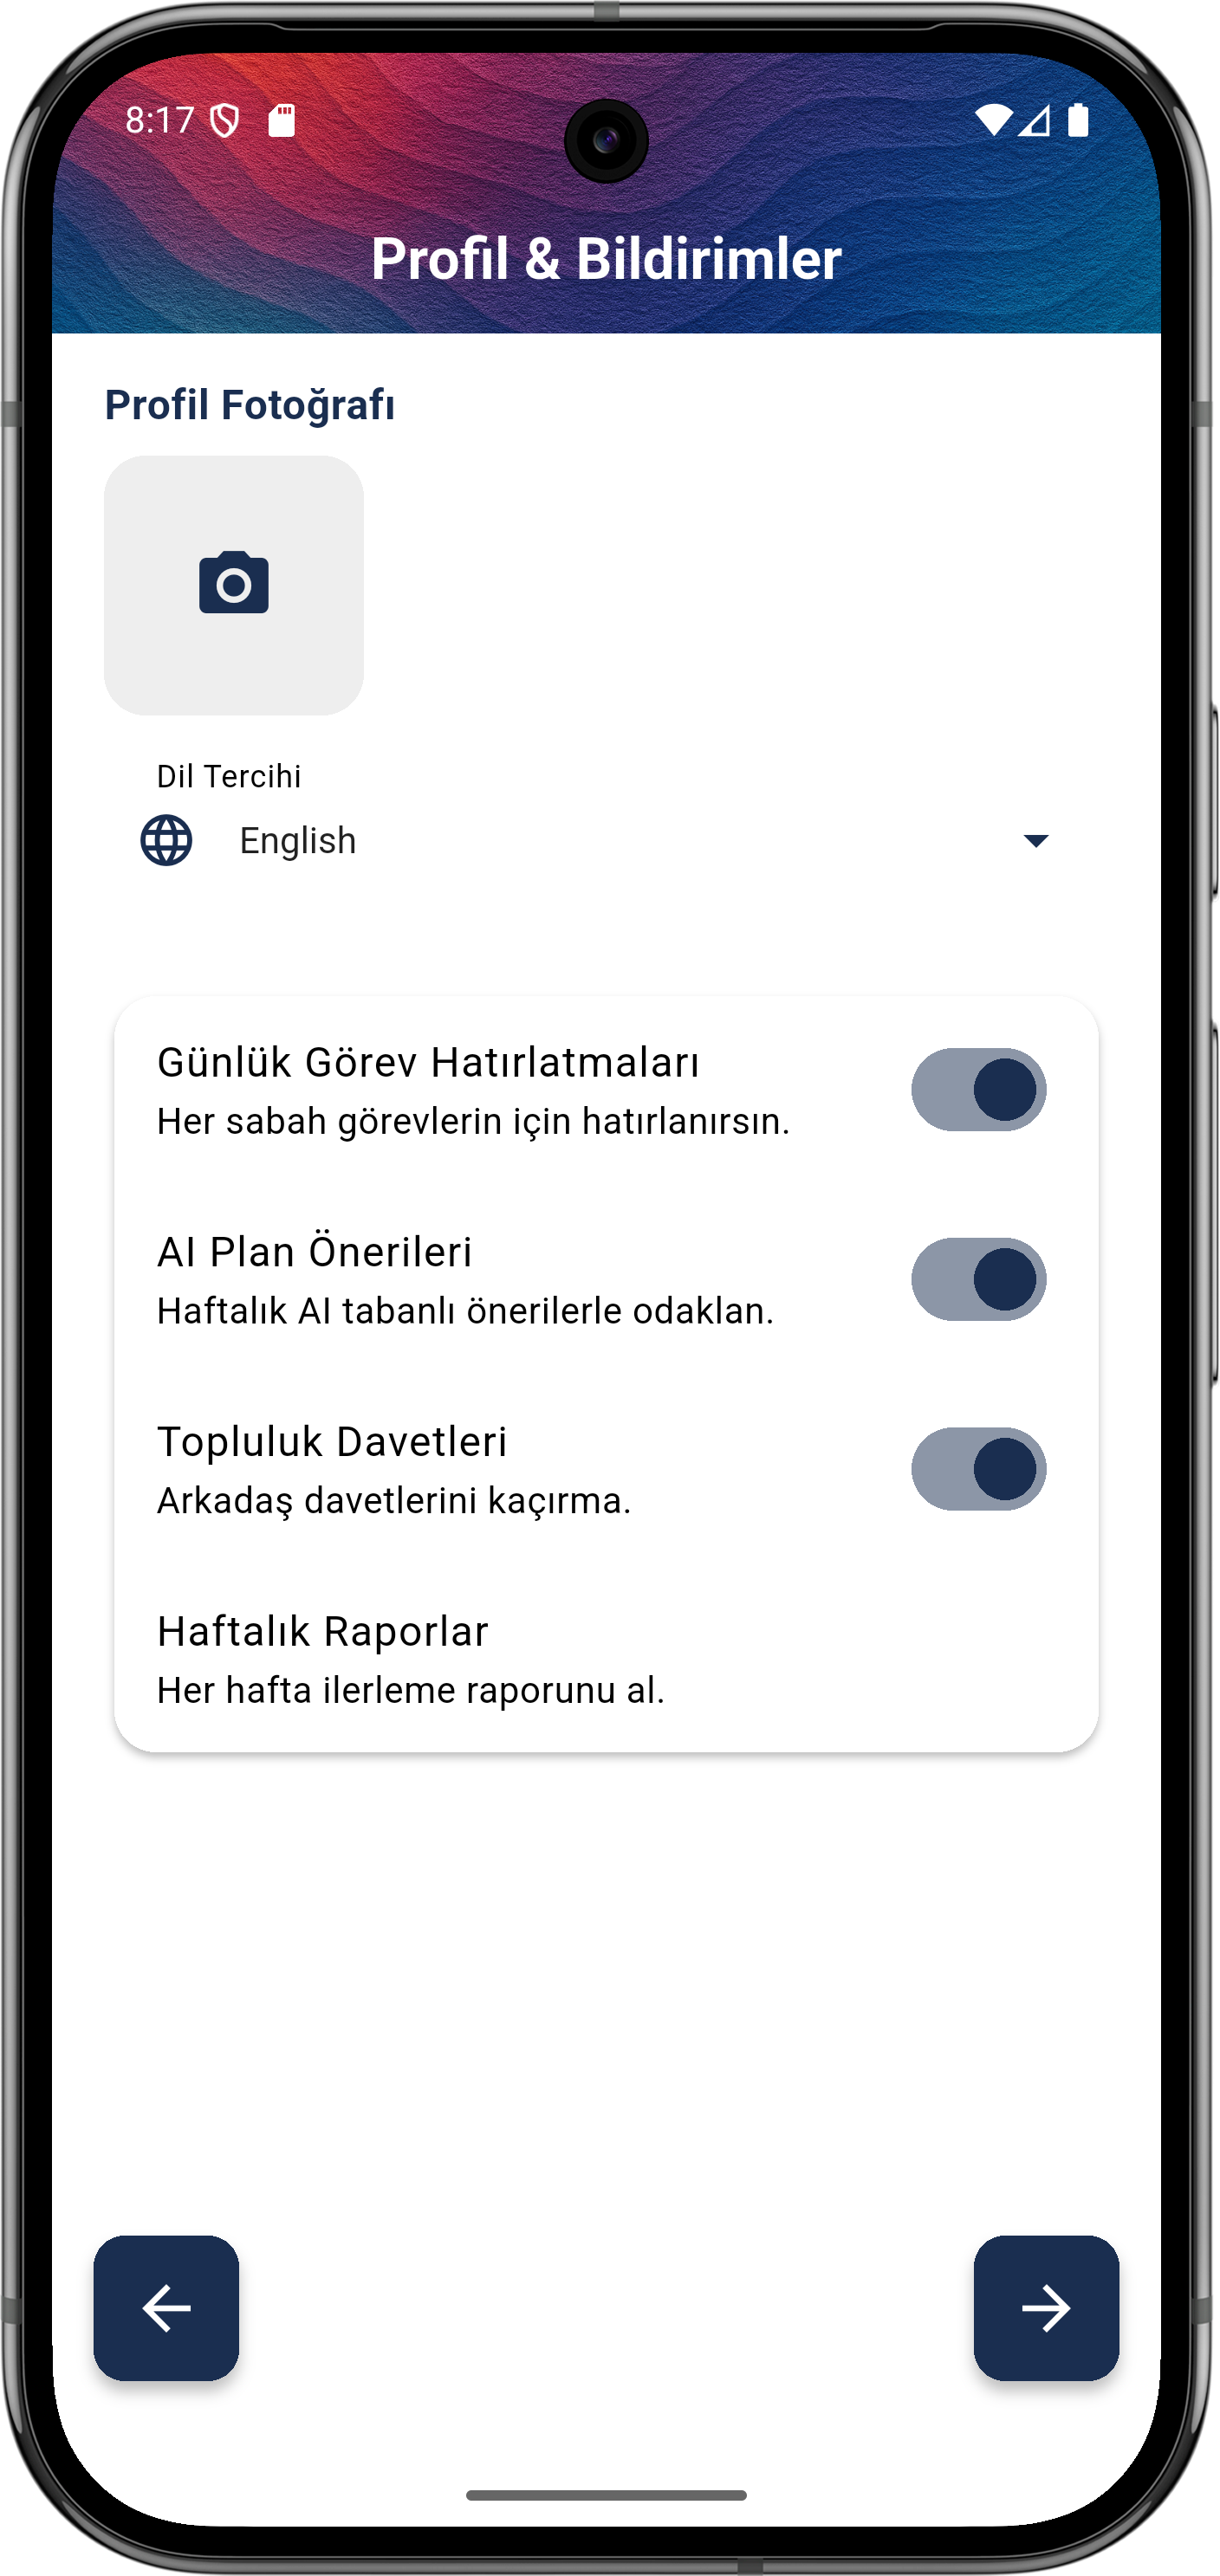 8:17
Profil & Bildirimler
Profil Fotoğrafı
Dil Tercihi
English
Günlük Görev Hatırlatmaları
Her sabah görevlerin için hatırlanırsın.
AI Plan Önerileri
Haftalık AI tabanlı önerilerle odaklan.
Topluluk Davetleri
Arkadaş davetlerini kaçırma.
Haftalık Raporlar
Her hafta ilerleme raporunu al.